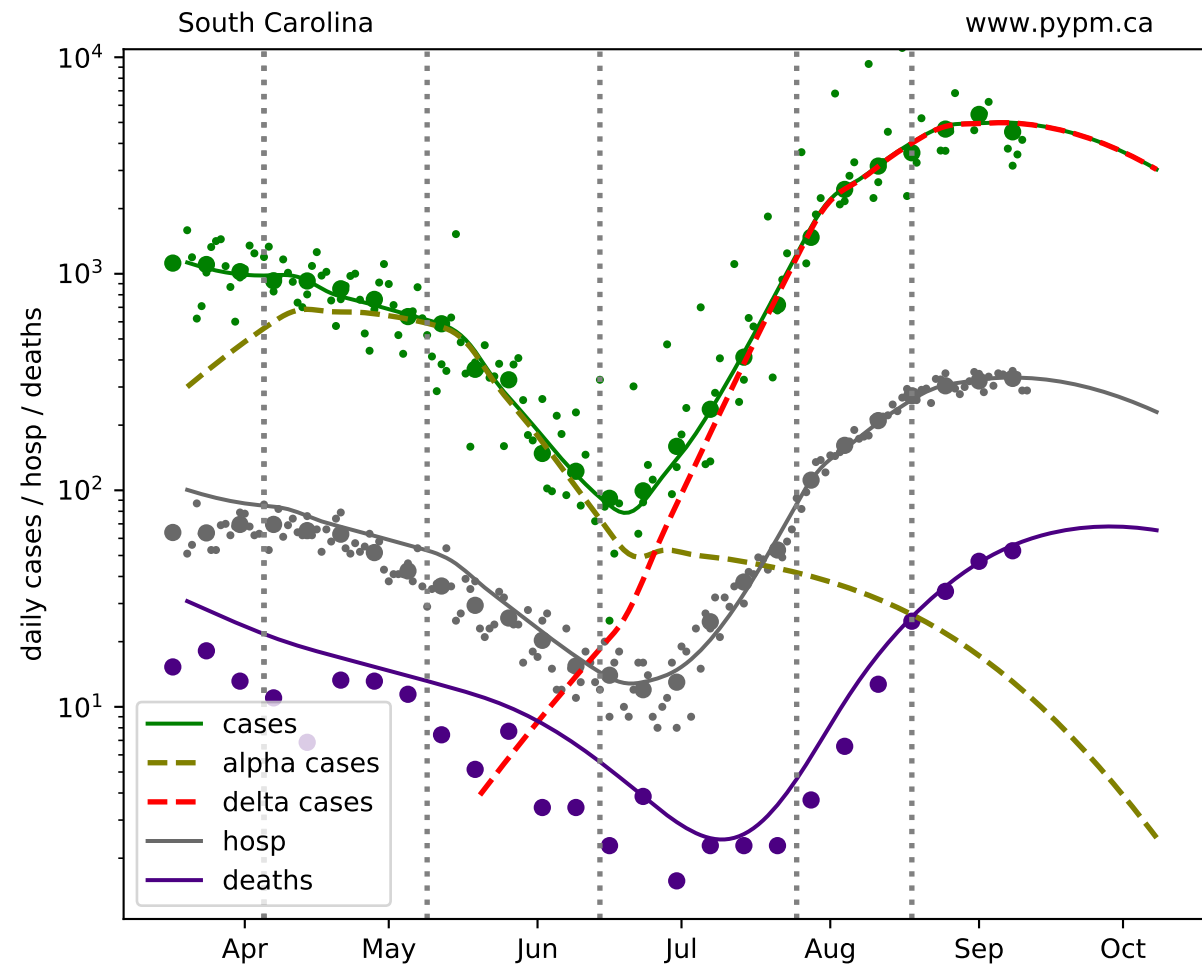 South Carolina
www.pypm.ca
daily cases / hosp / deaths
10⁴
10³
10²
10¹
cases
alpha cases
delta cases
hosp
deaths
Apr
May
Jun
Jul
Aug
Sep
Oct